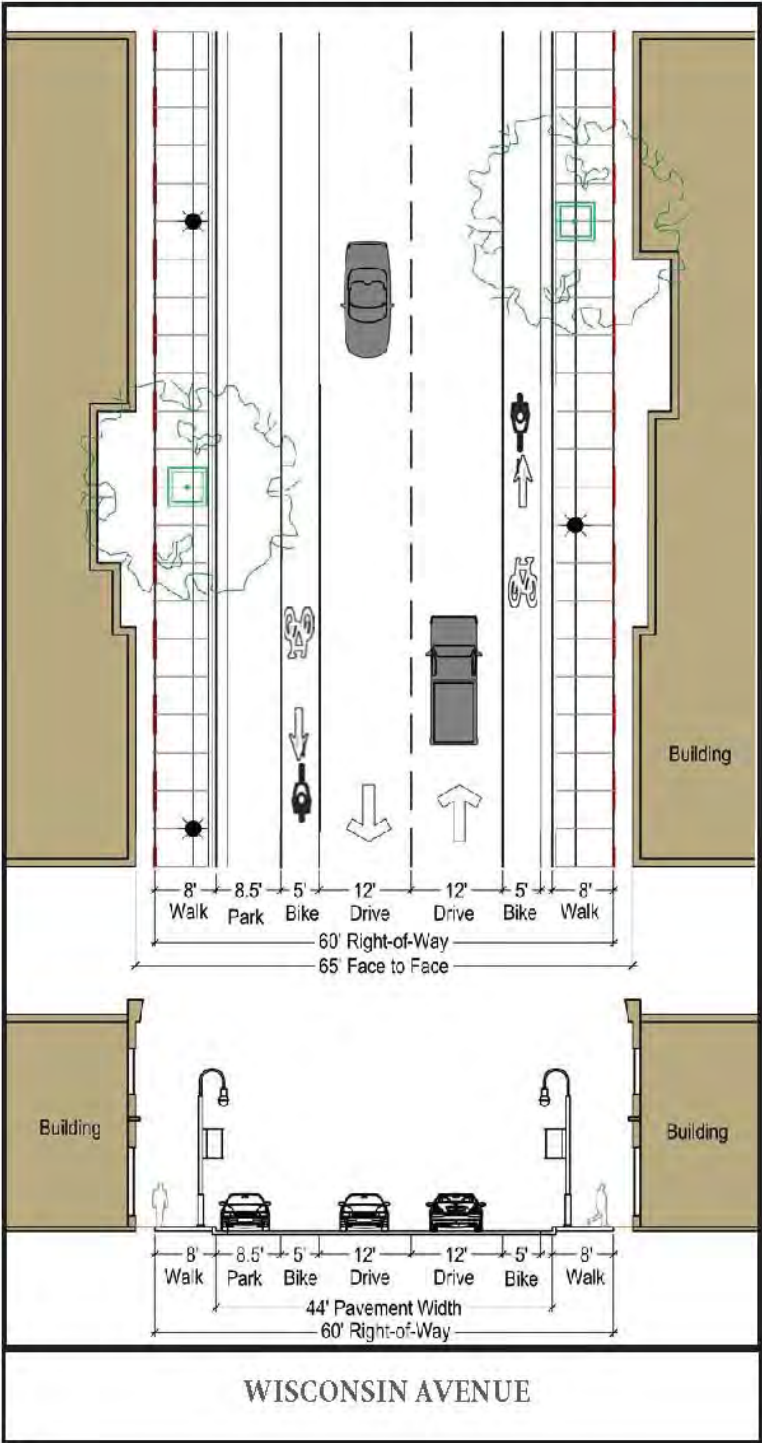 Building
8' 8.5' 5' 12' 12' 5' 8'
Walk Park Bike Drive Drive Bike Walk
60' Right-of-Way
65' Face to Face
Building Building
8' 8.5' 5' 12' 12' 5' 8'
Walk Park Bike Drive Drive Bike Walk
44' Pavement Width
60' Right-of-Way
WISCONSIN AVENUE